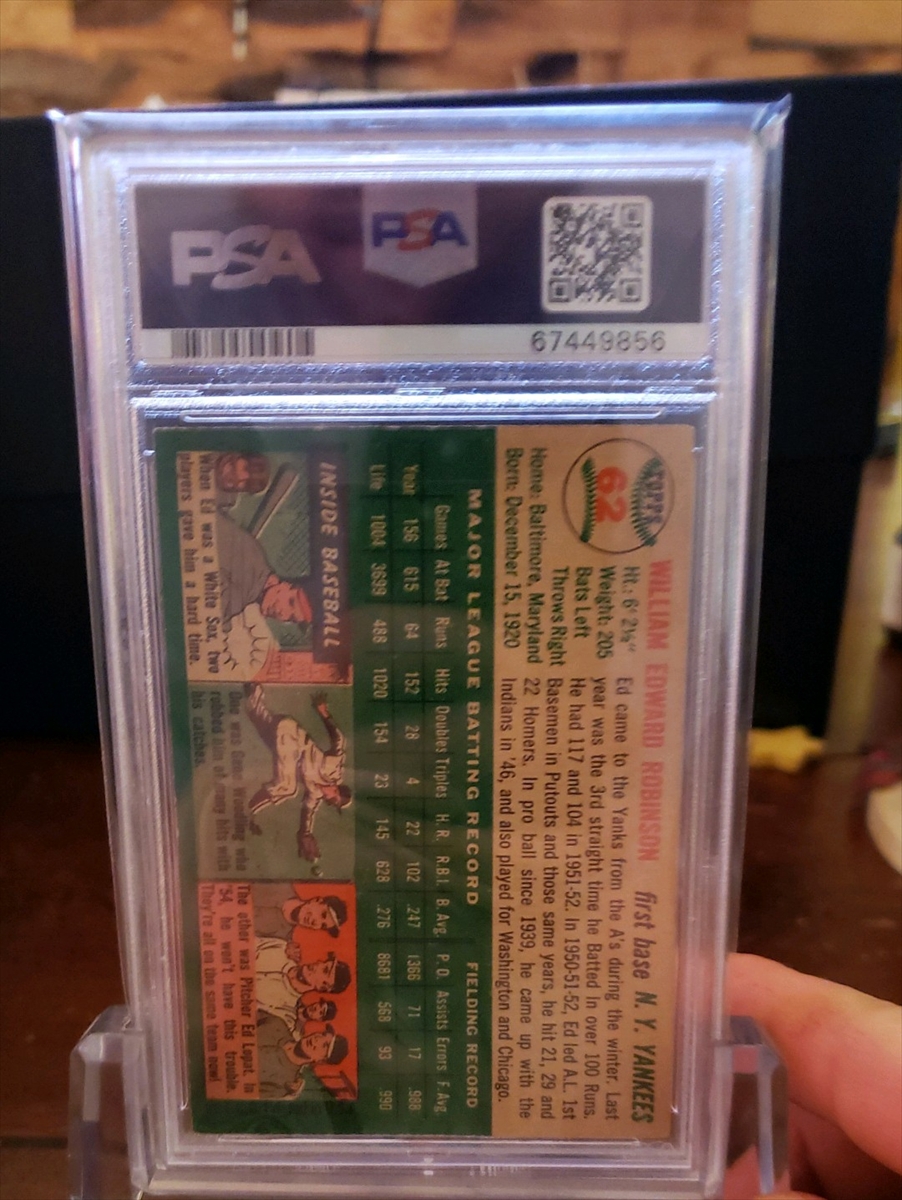 PSA
PSA
67449856
TOPPS
62
WILLIAM EDWARD ROBINSON first base N. Y. YANKEES
Ht.: 6' 2½"
Weight: 205
Bats Left
Throws Right
Home: Baltimore, Maryland
Born: December 15, 1920
Ed came to the Yanks from the A's during the winter. Last
year was the 3rd straight time he Batted in over 100 Runs.
He had 117 and 104 in 1951-52. In 1950-51-52, Ed led A.L. 1st
Basemen in Putouts and those same years, he hit 21, 29 and
22 Homers. In pro ball since 1939, he came up with the
Indians in '46, and also played for Washington and Chicago.
MAJOR LEAGUE BATTING RECORD FIELDING RECORD
Games At Bat Runs Hits Doubles Triples H. R. R.B.I. B. Avg. P. O. Assists Errors F. Avg.
Year 156 615 64 152 28 4 22 102 .247 1366 71 17 .988
Life 1004 3699 488 1020 154 23 145 628 .276 8681 568 93 .990
INSIDE BASEBALL
When Ed was a White Sox, two
players gave him a hard time.
One was Gene Woodling who
robbed him of many hits with
his catches.
The other was Pitcher Ed Lopat. In
'54, he won't have this trouble.
They're all on the same team now!